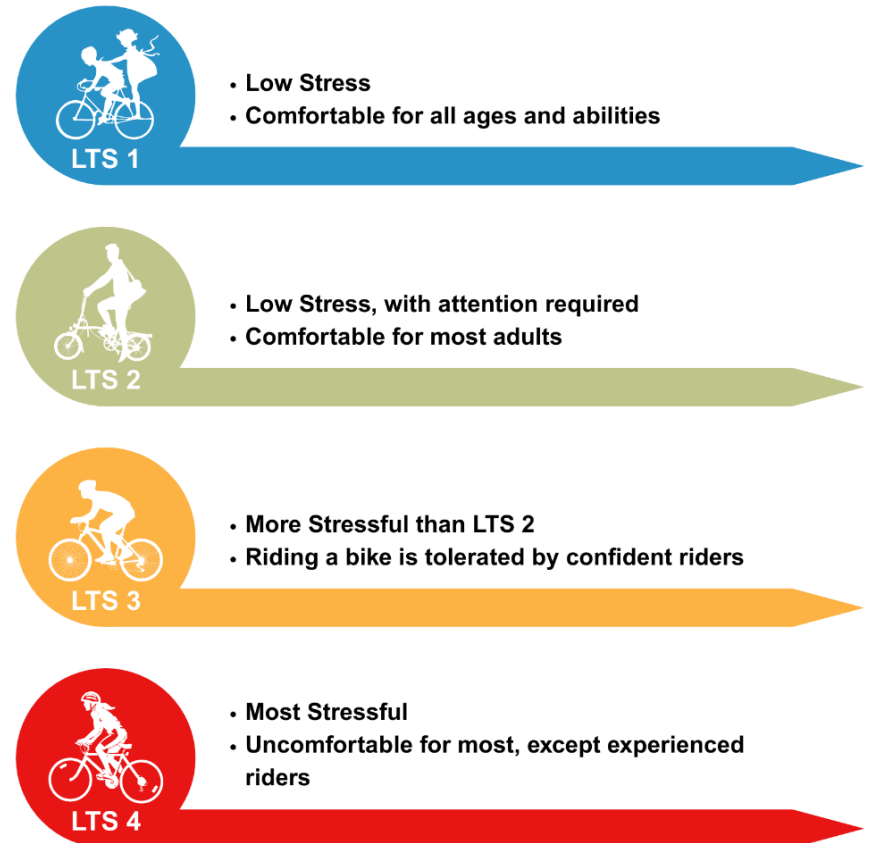 • Low Stress
• Comfortable for all ages and abilities
LTS 1
• Low Stress, with attention required
• Comfortable for most adults
LTS 2
• More Stressful than LTS 2
• Riding a bike is tolerated by confident riders
LTS 3
• Most Stressful
• Uncomfortable for most, except experienced
riders
LTS 4